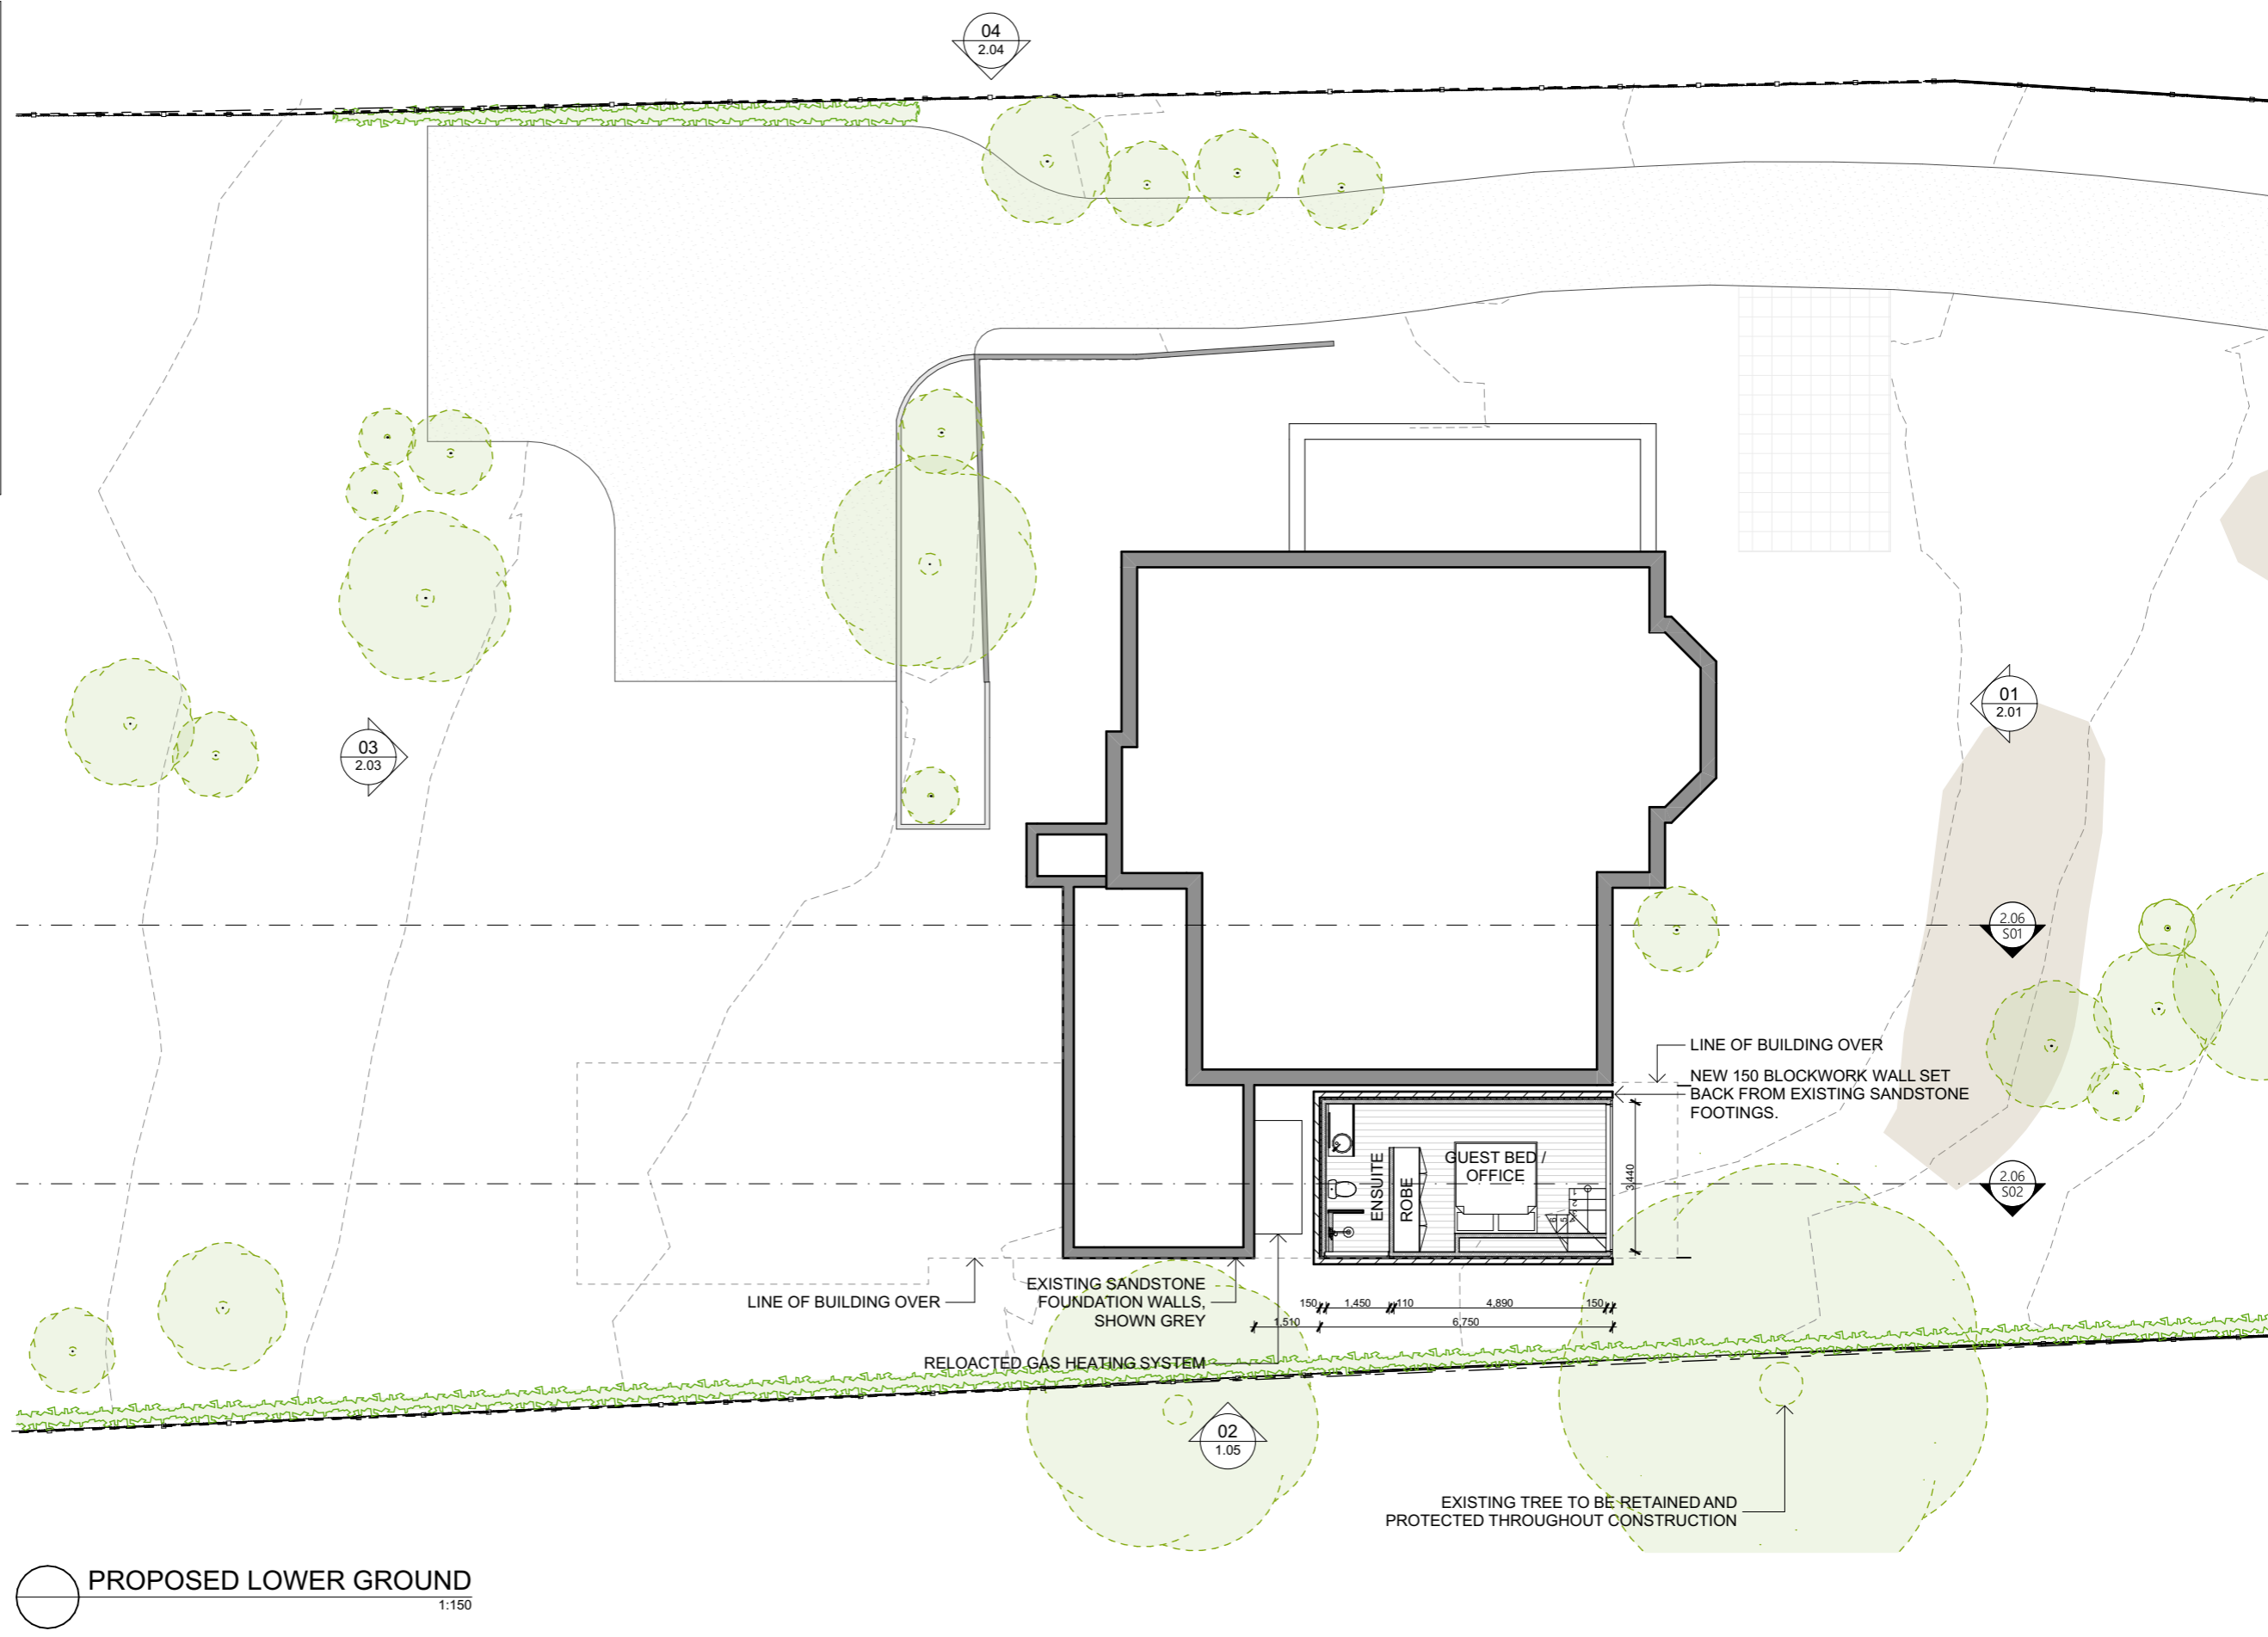 04
2.04
03
2.03
01
2.01
2.06
S01
LINE OF BUILDING OVER
NEW 150 BLOCKWORK WALL SET
BACK FROM EXISTING SANDSTONE
FOOTINGS.
3,440
GUEST BED /
OFFICE
ENSUITE
ROBE
2.06
S02
LINE OF BUILDING OVER
EXISTING SANDSTONE
FOUNDATION WALLS,
SHOWN GREY
150 1,450 110 4,890 150
1,510 6,750
RELOACTED GAS HEATING SYSTEM
02
1.05
EXISTING TREE TO BE RETAINED AND
PROTECTED THROUGHOUT CONSTRUCTION
PROPOSED LOWER GROUND
1:150